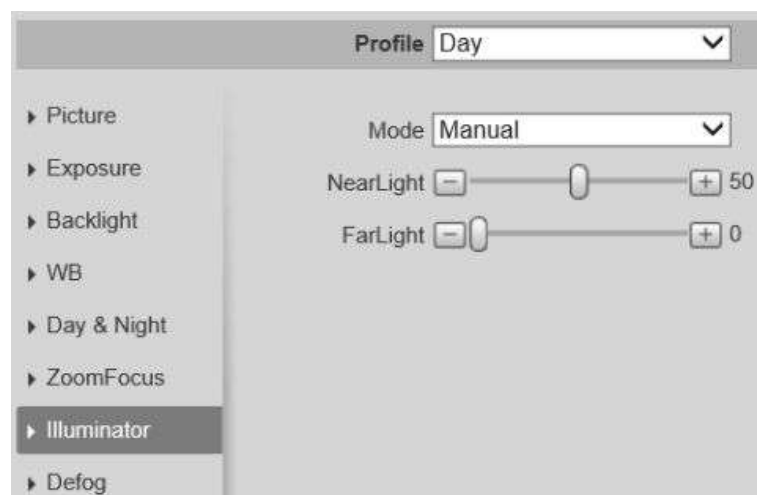 Profile Day
Picture
Mode Manual
Exposure
NearLight - + 50
Backlight
FarLight - + 0
WB
Day & Night
ZoomFocus
Illuminator
Defog